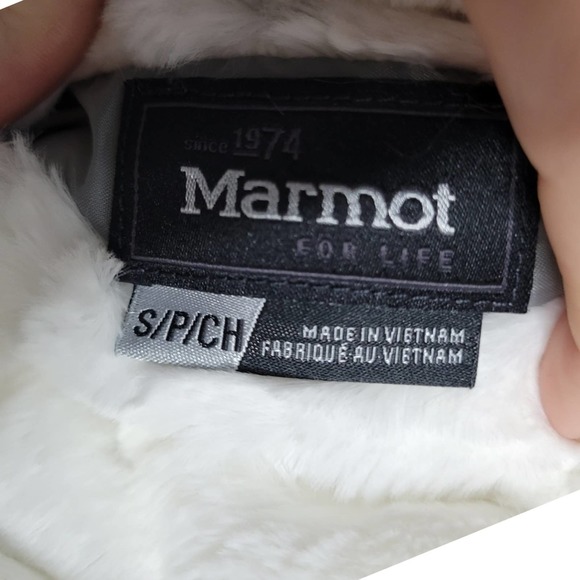 since 1974
Marmot
FOR LIFE
S/P/CH
MADE IN VIETNAM
FABRIQUÉ AU VIETNAM